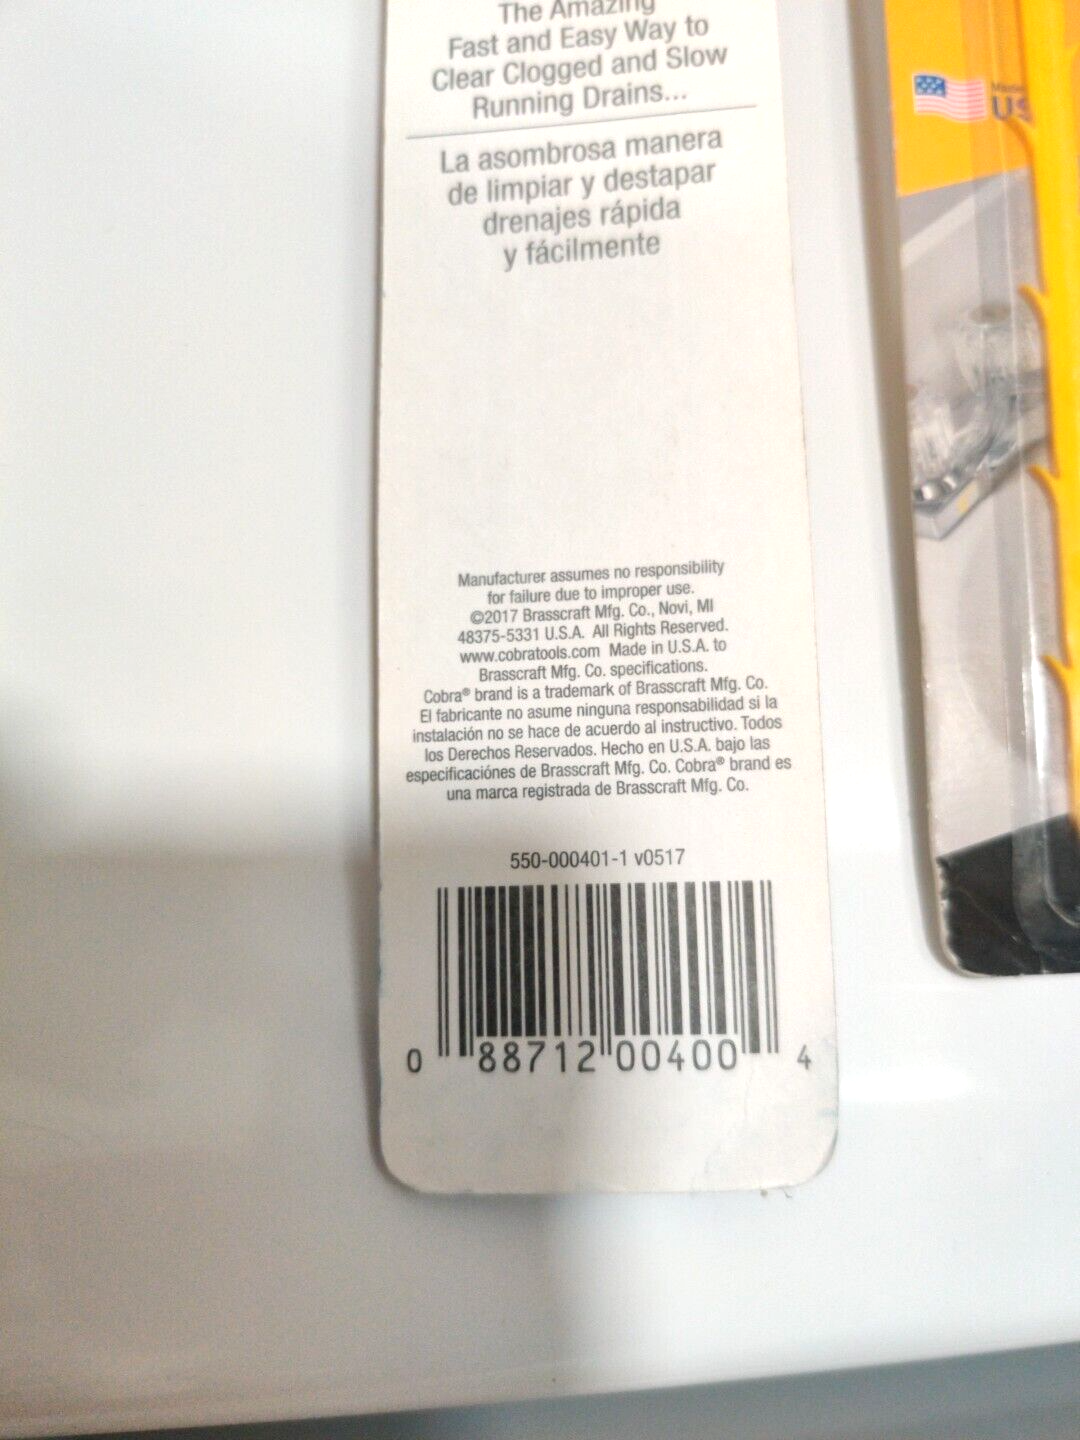 The Amazing
Fast and Easy Way to
Clear Clogged and Slow
Running Drains...
La asombrosa manera
de limpiar y destapar
drenajes rápida
y fácilmente
Manufacturer assumes no responsibility
for failure due to improper use.
©2017 Brasscraft Mfg. Co., Novi, MI
48375-5331 U.S.A. All Rights Reserved.
www.cobratools.com Made in U.S.A. to
Brasscraft Mfg. Co. specifications.
Cobra® brand is a trademark of Brasscraft Mfg. Co.
El fabricante no asume ninguna responsabilidad si la
instalación no se hace de acuerdo al instructivo. Todos
los Derechos Reservados. Hecho en U.S.A. bajo las
especificaciónes de Brasscraft Mfg. Co. Cobra® brand es
una marca registrada de Brasscraft Mfg. Co.
550-000401-1 v0517
0 88712 00400 4
Made
US